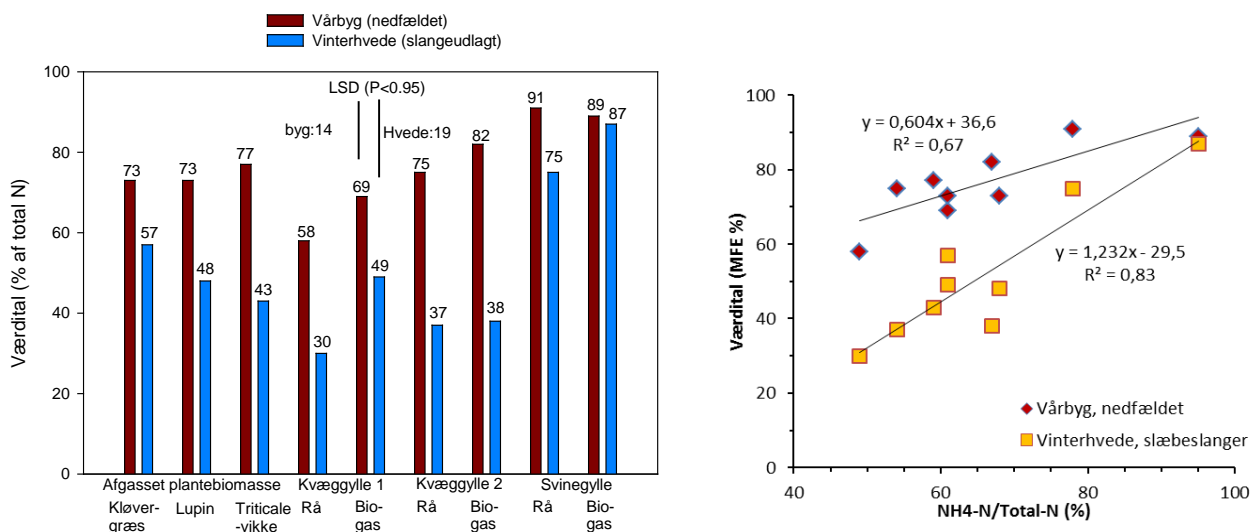 Vårbyg (nedfældet)
Vinterhvede (slangeudlagt)
Værdital (% af total N)
100
80
60
40
20
0
LSD (P<0.95)
byg:14
Hvede:19
73
57
73
48
77
43
58
30
69
49
75
37
82
38
91
75
89
87
Afgasset plantebiomasse
Kvæggylle 1
Kvæggylle 2
Svinegylle
Kløver-
græs
Lupin
Triticale
-vikke
Rå
Bio-
gas
Rå
Bio-
gas
Rå
Bio-
gas
Værdital (MFE %)
100
80
60
40
20
0
y = 0,604x + 36,6
R² = 0,67
y = 1,232x - 29,5
R² = 0,83
Vårbyg, nedfældet
Vinterhvede, slæbeslanger
40
60
80
100
NH4-N/Total-N (%)